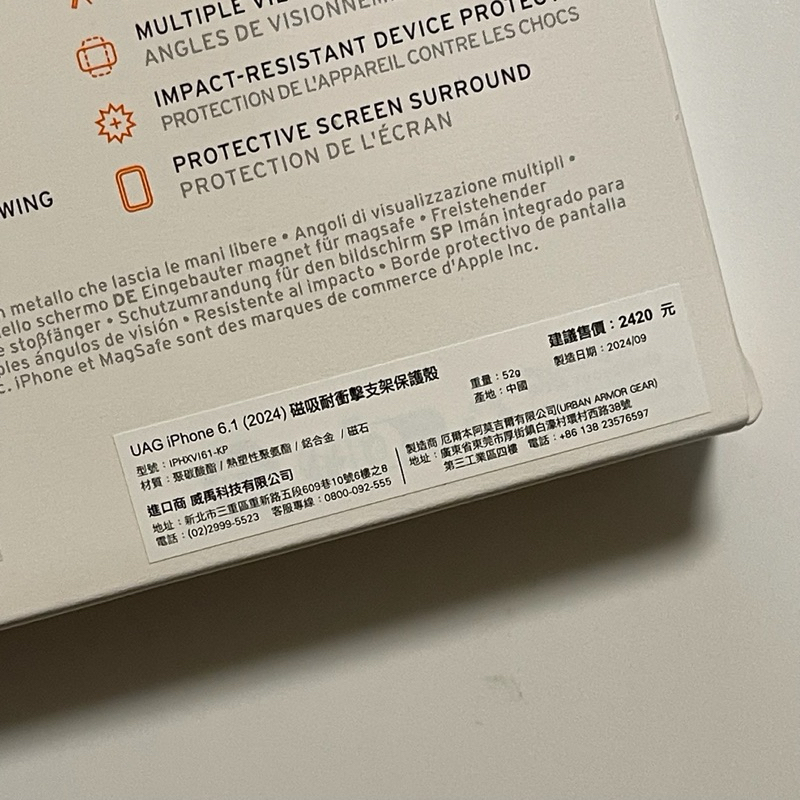 MULTIPLE
ANGLES DE
IMPACT-RESISTANT DEVICE
PROTECTION DE L'APPAREIL CONTRE LES CHOCS
PROTECTIVE SCREEN SURROUND
PROTECTION DE L'ÉCRAN
metallo che lascia le mani libere • Angoli di visualizzazione multipli •
schermo DE Eingebauter magnet für magsafe • Freistehender
stoßfänger • Schutzumrandung für den bildschirm SP Imán integrado para
ángulos de visión • Resistente al impacto • Borde protectivo de pantalla
iPhone et MagSafe sont des marques de commerce d'Apple Inc.
UAG iPhone 6.1 (2024) 磁吸耐衝擊支架保護殼
型號：IPHXVI61-KP
材質：聚碳酸酯 / 熱塑性聚氨酯 / 鋁合金 / 磁石
重量：52g
產地：中國
建議售價：2420 元
製造日期：2024/09
進口商 威禹科技有限公司
地址：新北市三重區重新路五段609巷10號6樓之8
電話：(02)2999-5523 客服專線：0800-092-555
製造商 厄爾本阿莫吉爾有限公司(URBAN ARMOR GEAR)
地址：廣東省東莞市厚街鎮白濠村環村西路38號
第三工業區四樓 電話：+86 138 23576597